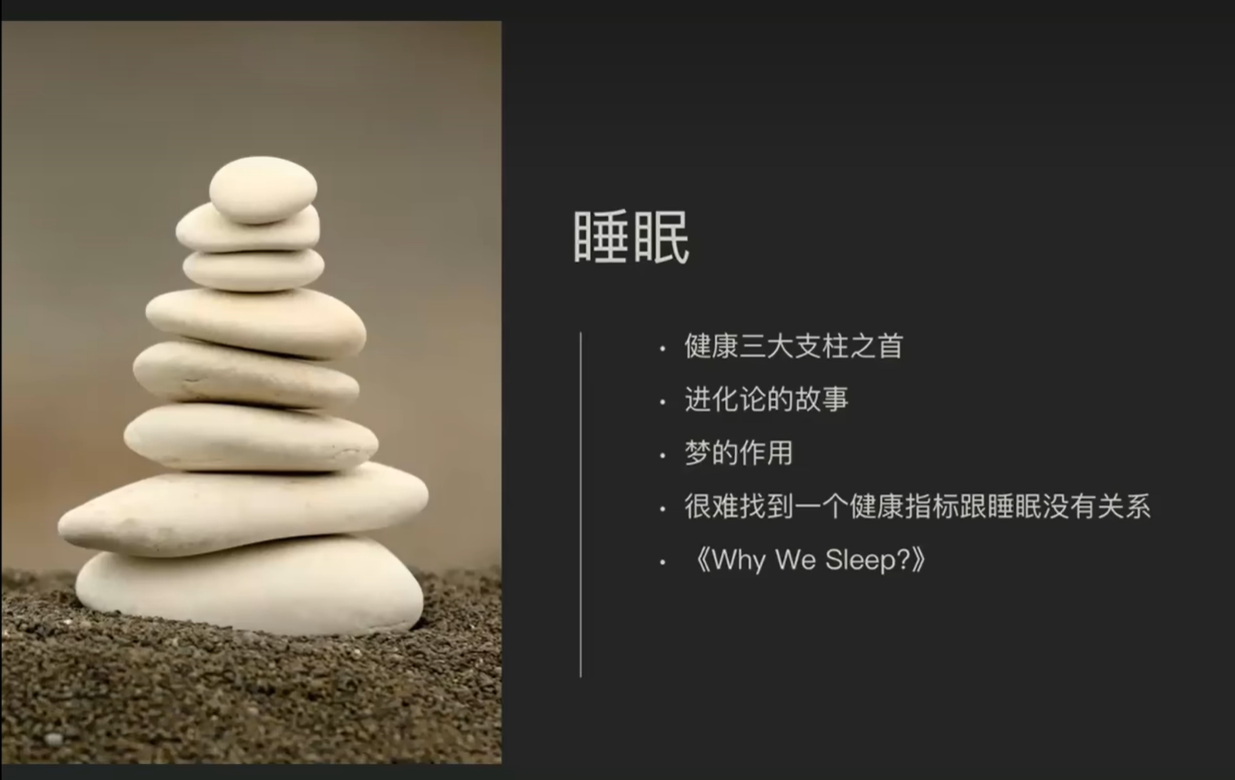 睡眠
• 健康三大支柱之首
• 进化论的故事
• 梦的作用
• 很难找到一个健康指标跟睡眠没有关系
• 《Why We Sleep?》